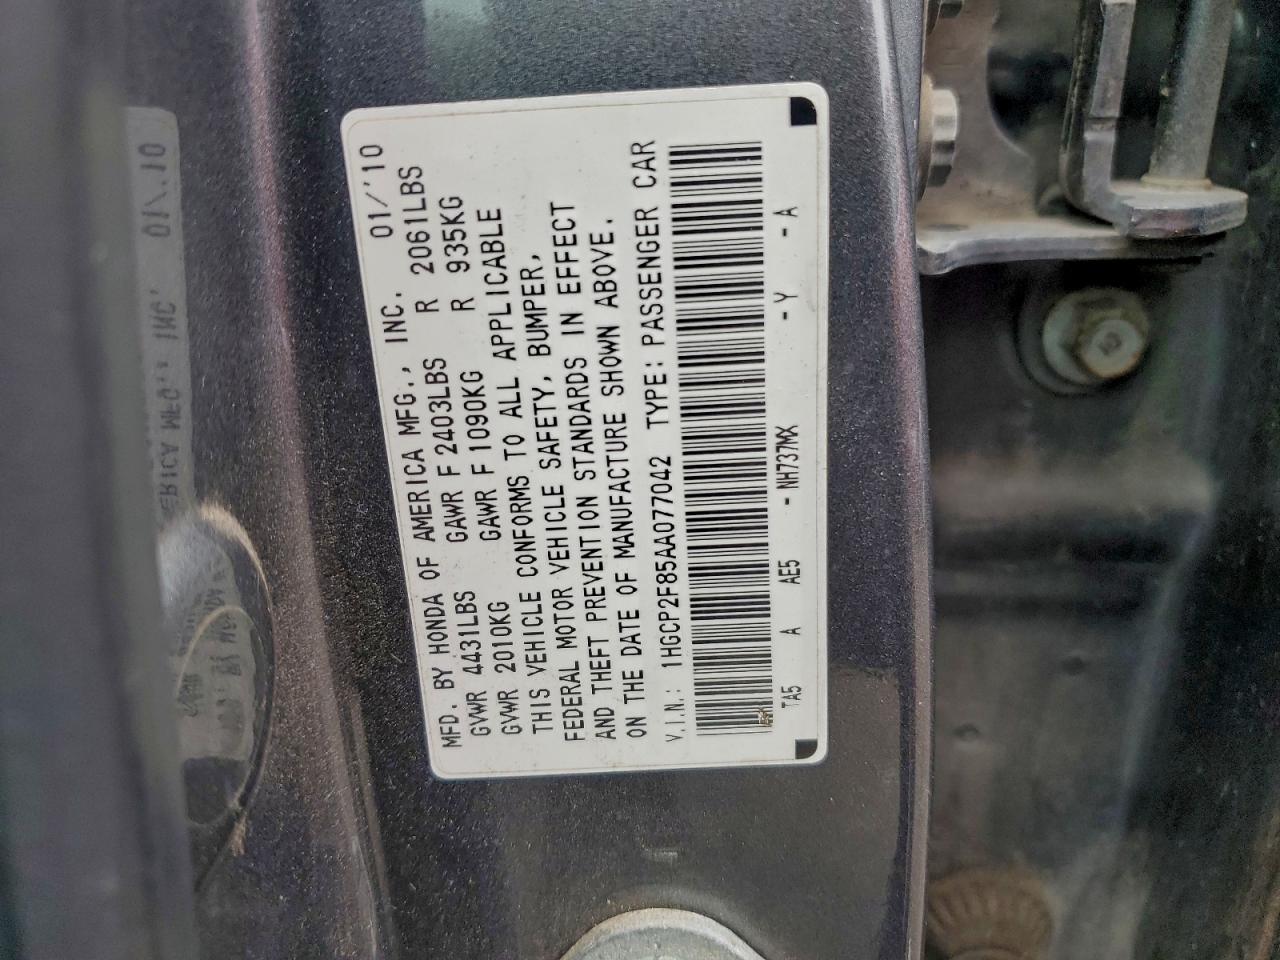 MFD. BY HONDA OF AMERICA MFG., INC. 01/'10
GVWR 4431LBS GAWR F 2403LBS R 2061LBS
GVWR 2010KG GAWR F 1090KG R 935KG
THIS VEHICLE CONFORMS TO ALL APPLICABLE
FEDERAL MOTOR VEHICLE SAFETY, BUMPER,
AND THEFT PREVENTION STANDARDS IN EFFECT
ON THE DATE OF MANUFACTURE SHOWN ABOVE.
V.I.N.: 1HGCP2F85AA077042 TYPE: PASSENGER CAR
TA5 A AE5 - NH737MX - Y - A